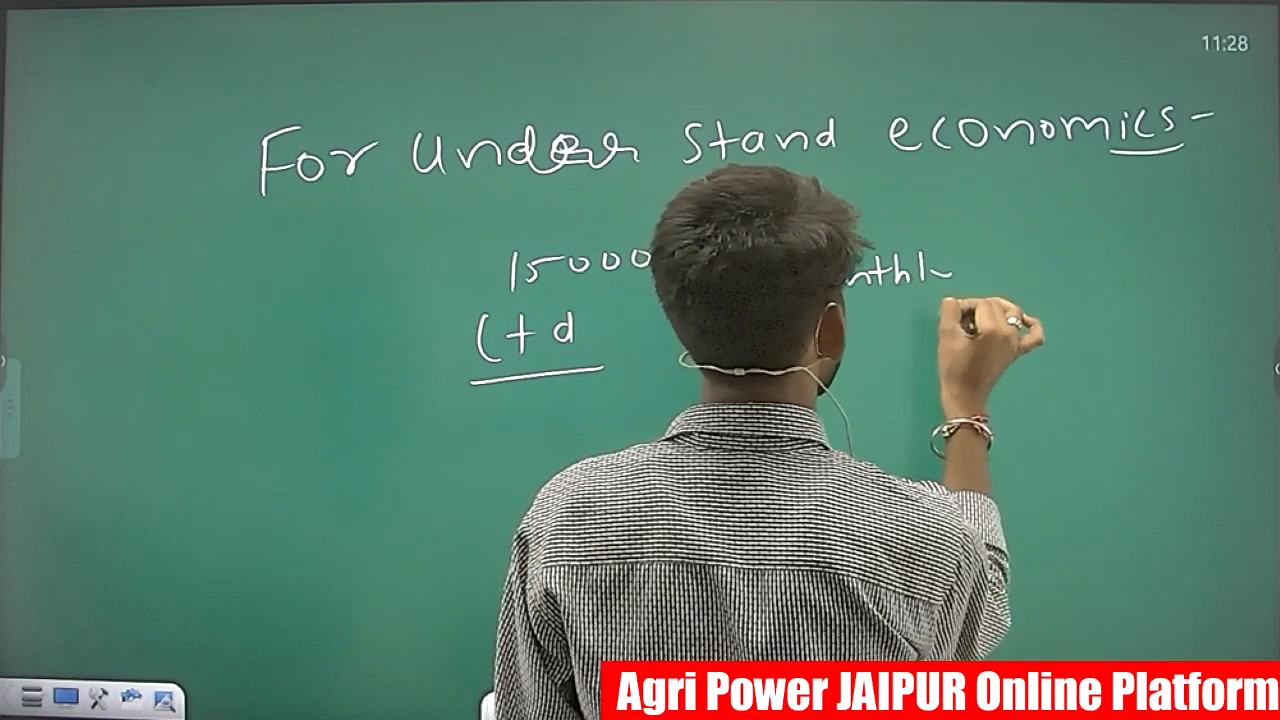 11:28
For Under Stand economics-
15000 nthl
(+d
Agri Power JAIPUR Online Platform